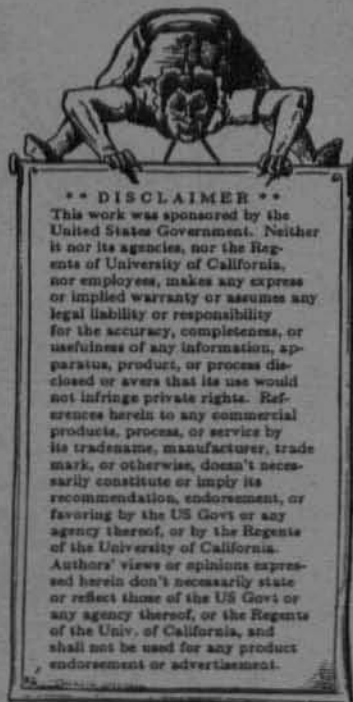 ** DISCLAIMER **
This work was sponsored by the
United States Government. Neither
it nor its agencies, nor the Reg-
ents of University of California,
nor employees, makes any express
or implied warranty or assumes any
legal liability or responsibility
for the accuracy, completeness, or
usefulness of any information, ap-
paratus, product, or process dis-
closed or avers that its use would
not infringe private rights. Ref-
erences herein to any commercial
products, process, or service by
its tradename, manufacturer, trade
mark, or otherwise, doesn't neces-
sarily constitute or imply its
recommendation, endorsement, or
favoring by the US Govt or any
agency thereof, or by the Regents
of the University of California.
Authors' views or opinions expres-
sed herein don't necessarily state
or reflect those of the US Govt or
any agency thereof, or the Regents
of the Univ. of California, and
shall not be used for any product
endorsement or advertisement.